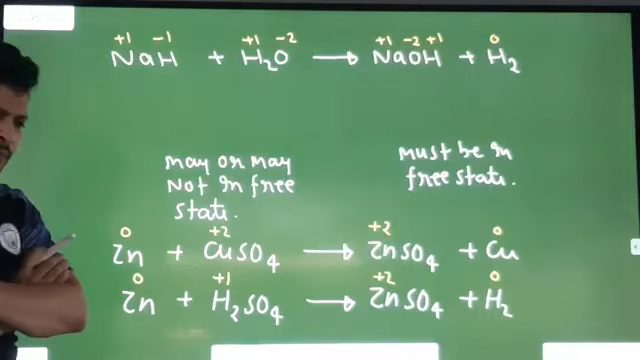 +1 -1 +1 -2 +1 -2 +1 0
NaH + H₂O → NaOH + H₂
may or may
Not in free
state.
must be in
free state.
0 +2 +2 0
Zn + CuSO₄ → ZnSO₄ + Cu
0 +1 +2 0
Zn + H₂SO₄ → ZnSO₄ + H₂